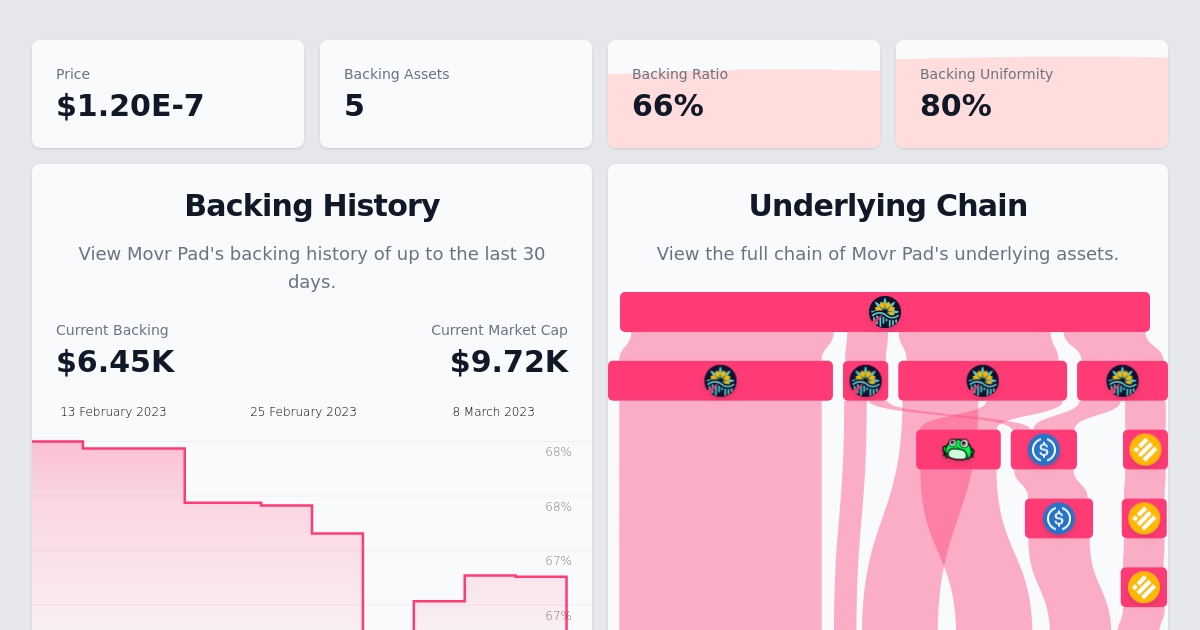 Price
$1.20E-7
Backing Assets
5
Backing Ratio
66%
Backing Uniformity
80%
Backing History
View Movr Pad's backing history of up to the last 30
days.
Current Backing
$6.45K
Current Market Cap
$9.72K
13 February 2023
25 February 2023
8 March 2023
68%
68%
67%
67%
Underlying Chain
View the full chain of Movr Pad's underlying assets.